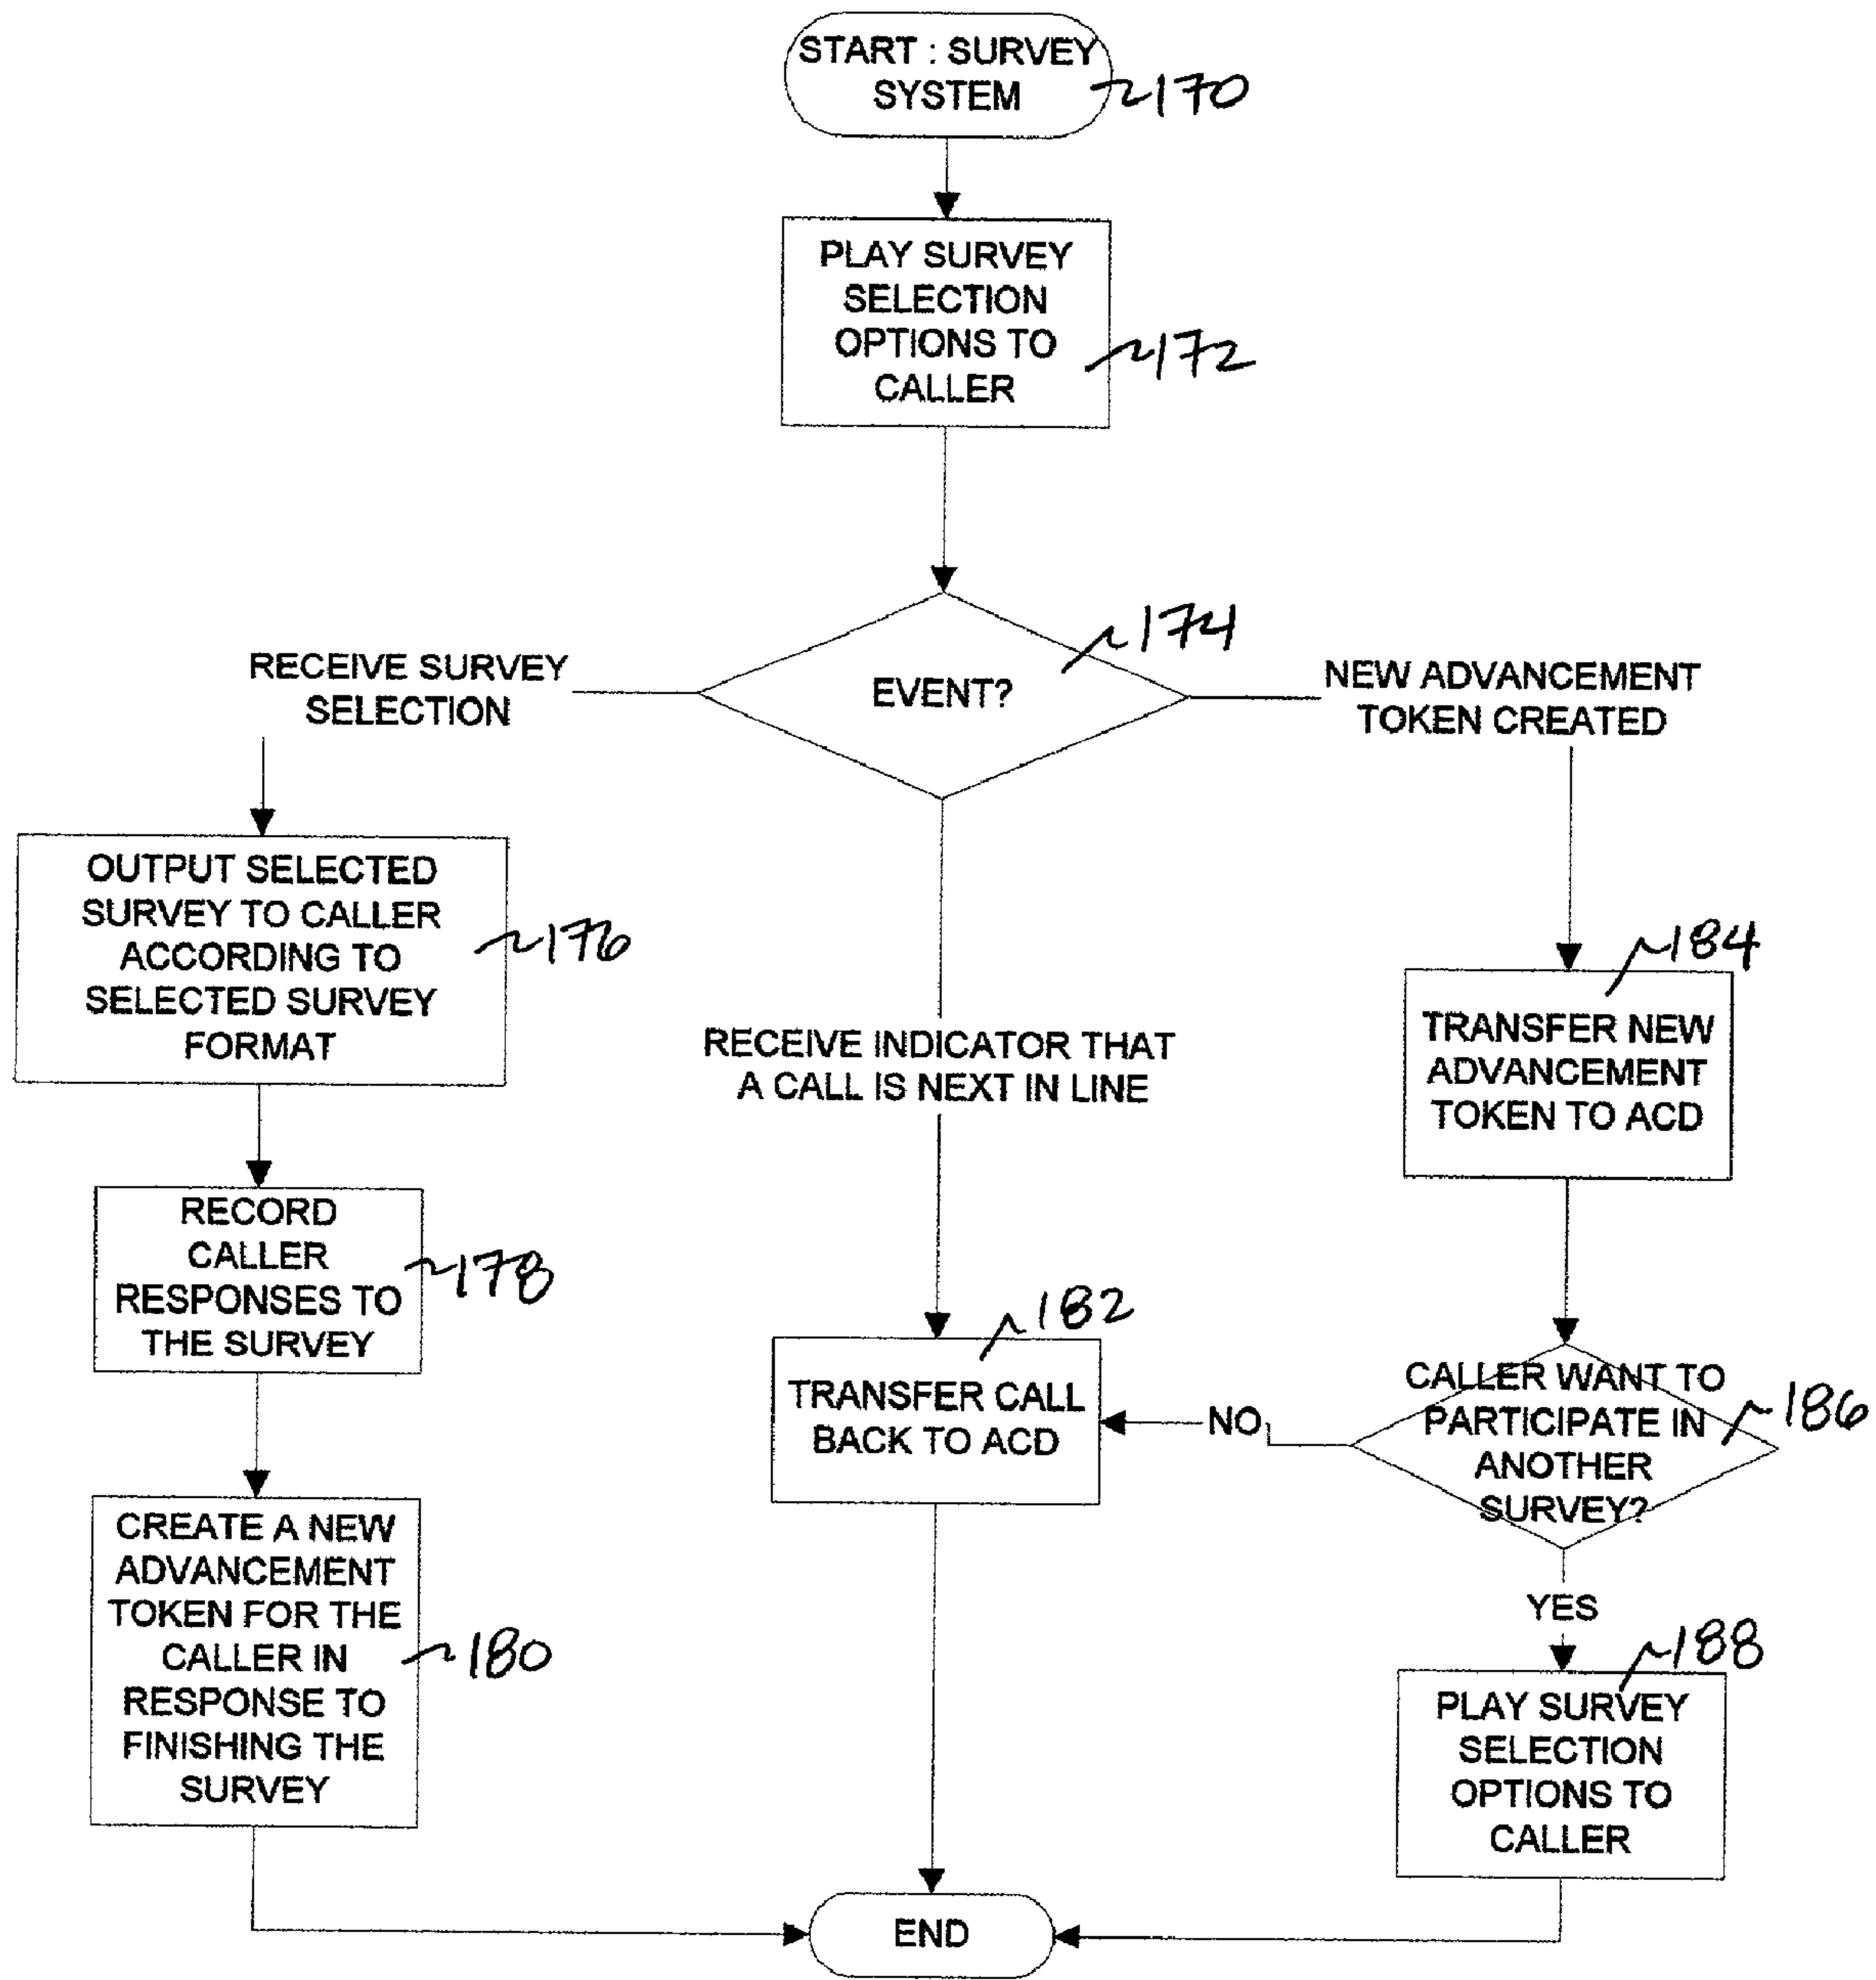 START : SURVEY
SYSTEM
~170
PLAY SURVEY
SELECTION
OPTIONS TO
CALLER
~172
EVENT?
~174
RECEIVE SURVEY
SELECTION
NEW ADVANCEMENT
TOKEN CREATED
OUTPUT SELECTED
SURVEY TO CALLER
ACCORDING TO
SELECTED SURVEY
FORMAT
~176
RECEIVE INDICATOR THAT
A CALL IS NEXT IN LINE
~184
TRANSFER NEW
ADVANCEMENT
TOKEN TO ACD
RECORD
CALLER
RESPONSES TO
THE SURVEY
~178
~182
TRANSFER CALL
BACK TO ACD
NO
CALLER WANT TO
PARTICIPATE IN
ANOTHER
SURVEY?
~186
YES
CREATE A NEW
ADVANCEMENT
TOKEN FOR THE
CALLER IN
RESPONSE TO
FINISHING THE
SURVEY
~180
~188
PLAY SURVEY
SELECTION
OPTIONS TO
CALLER
END